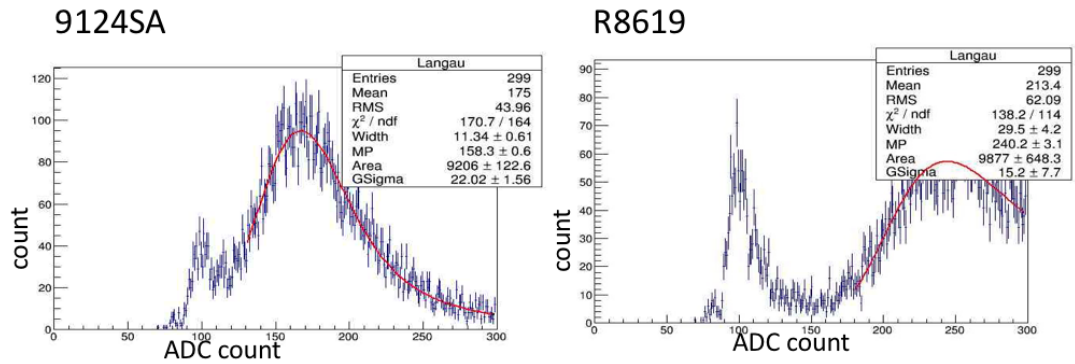 9124SA
Langau
Entries 299
Mean 175
RMS 43.96
χ² / ndf 170.7 / 164
Width 11.34 ± 0.61
MP 158.3 ± 0.6
Area 9206 ± 122.6
GSigma 22.02 ± 1.56
120
100
80
60
40
20
0
count
0 50 100 150 200 250 300
ADC count
R8619
Langau
Entries 299
Mean 213.4
RMS 62.09
χ² / ndf 138.2 / 114
Width 29.5 ± 4.2
MP 240.2 ± 3.1
Area 9877 ± 648.3
GSigma 15.2 ± 7.7
90
80
70
60
50
40
30
20
10
0
count
0 50 100 150 200 250 300
ADC count